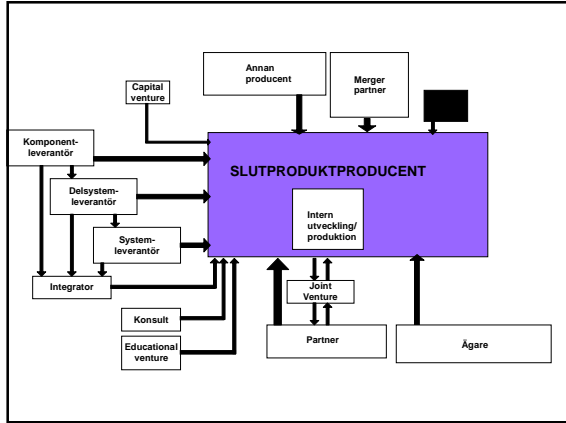 Annan
producent
Merger
partner
Capital
venture
Komponent-
leverantör
SLUTPRODUKTPRODUCENT
Delsystem-
leverantör
Intern
utveckling/
produktion
System-
leverantör
Integrator
Joint
Venture
Konsult
Educational
venture
Partner
Ägare